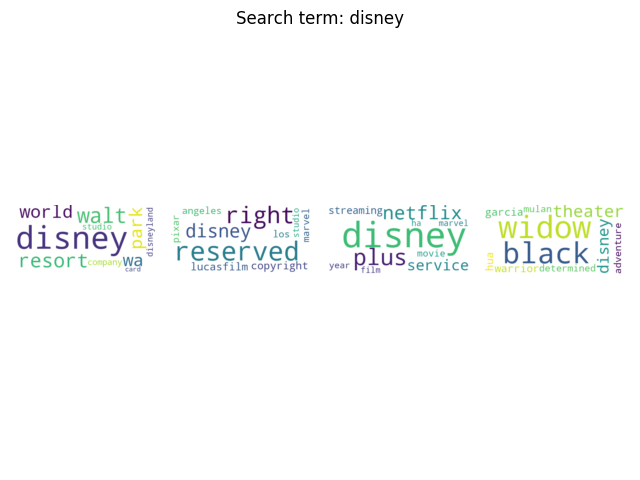 Search term: disney
world walt park disneyland
studio
disney
resort company wa
card
angeles right studio marvel
pixar disney los
reserved
lucasfilm copyright
streaming netflix
ha marvel
disney
plus movie
year film service
garcia mulan theater
widow
disney adventure
hua black
warrior determined